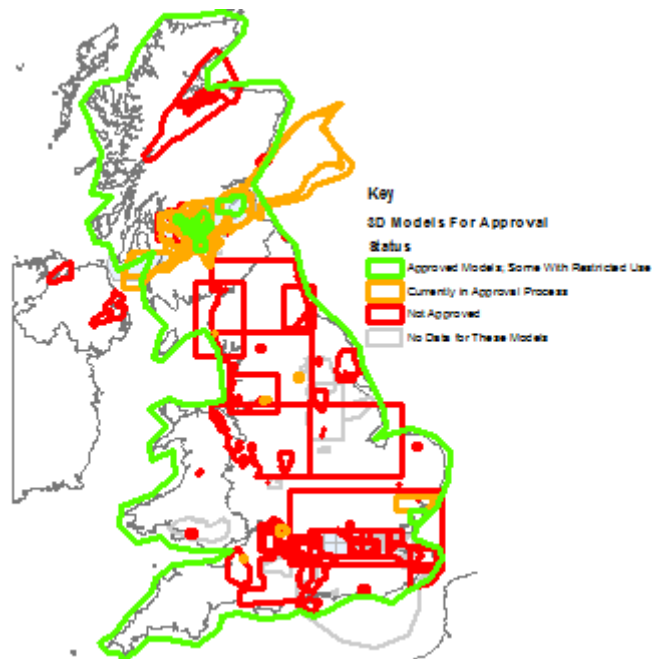 Key
3D Models For Approval
Status
Approved Models, Some With Restricted Use
Currently in Approval Process
Not Approved
No Data for These Models